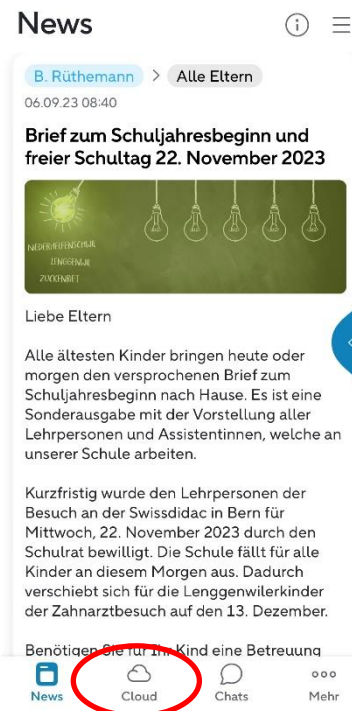 News
B. Rüthemann > Alle Eltern
06.09.23 08:40
Brief zum Schuljahresbeginn und
freier Schultag 22. November 2023
NIEDERHELFENSCHWIL
LENGGENWIL
ZUCKENRIET
Liebe Eltern
Alle ältesten Kinder bringen heute oder
morgen den versprochenen Brief zum
Schuljahresbeginn nach Hause. Es ist eine
Sonderausgabe mit der Vorstellung aller
Lehrpersonen und Assistentinnen, welche an
unserer Schule arbeiten.
Kurzfristig wurde den Lehrpersonen der
Besuch an der Swissdidac in Bern für
Mittwoch, 22. November 2023 durch den
Schulrat bewilligt. Die Schule fällt für alle
Kinder an diesem Morgen aus. Dadurch
verschiebt sich für die Lenggenwilerkinder
der Zahnarztbesuch auf den 13. Dezember.
Benötigen Sie für Ihr Kind eine Betreuung
News Cloud Chats Mehr